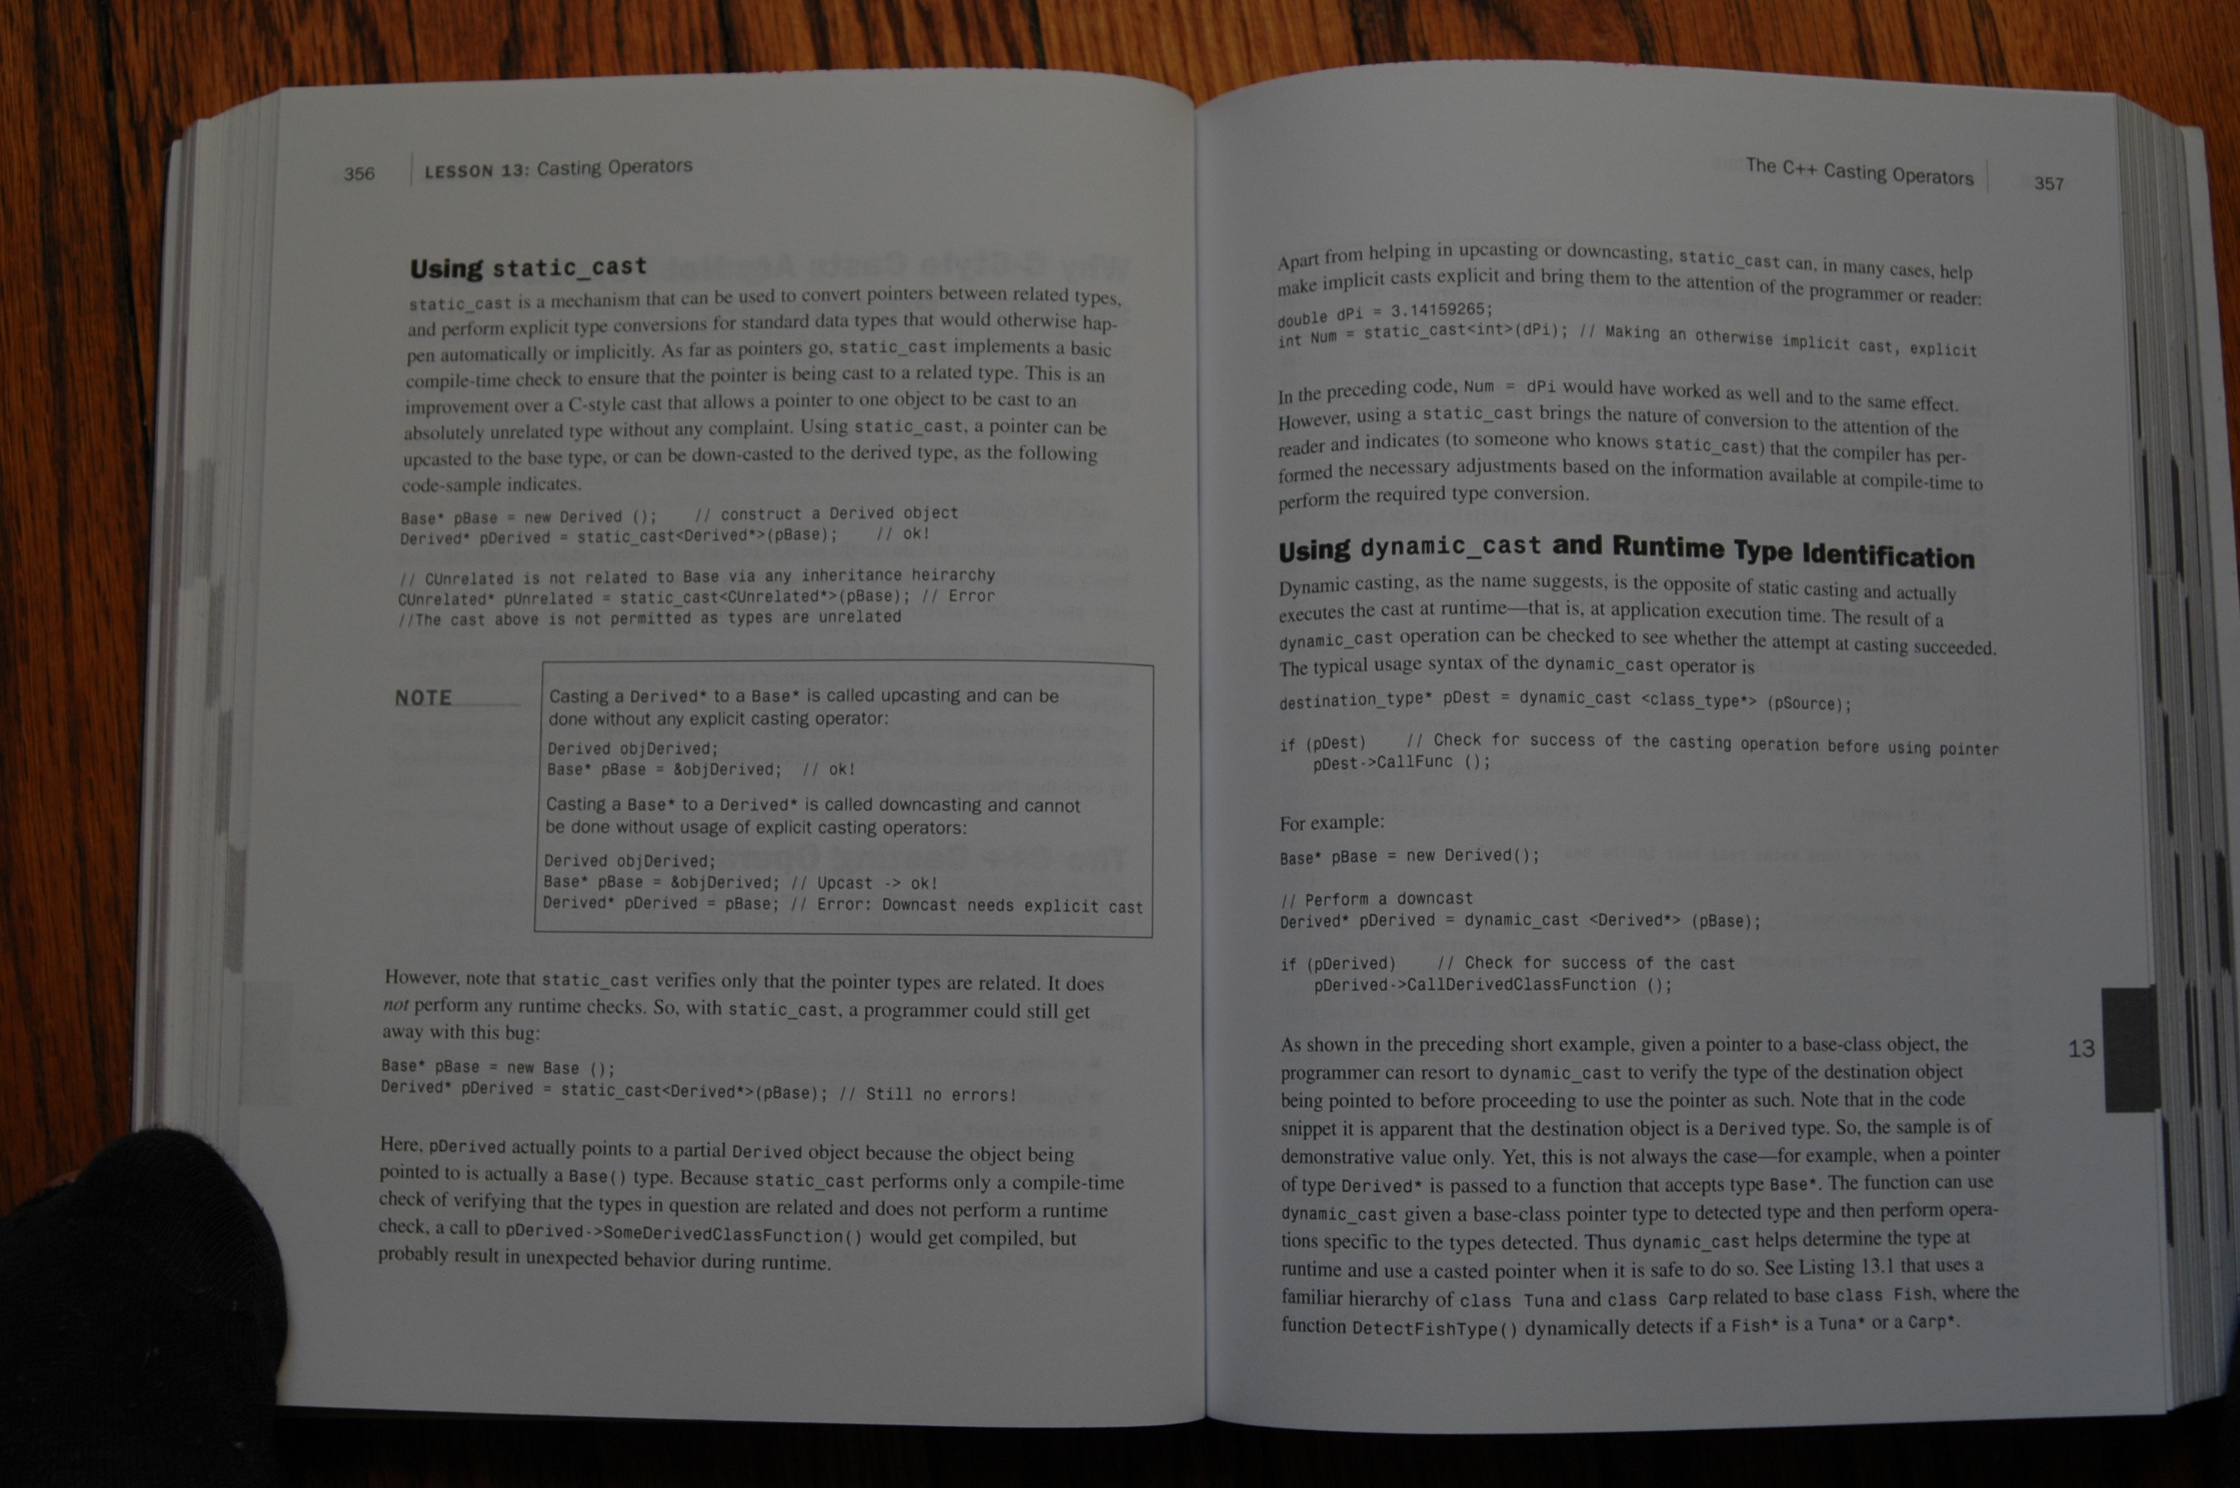 356 | LESSON 13: Casting Operators
Using static_cast
static_cast is a mechanism that can be used to convert pointers between related types,
and perform explicit type conversions for standard data types that would otherwise hap-
pen automatically or implicitly. As far as pointers go, static_cast implements a basic
compile-time check to ensure that the pointer is being cast to a related type. This is an
improvement over a C-style cast that allows a pointer to one object to be cast to an
absolutely unrelated type without any complaint. Using static_cast, a pointer can be
upcasted to the base type, or can be down-casted to the derived type, as the following
code-sample indicates.
Base* pBase = new Derived (); // construct a Derived object
Derived* pDerived = static_cast<Derived*>(pBase); // ok!
// CUnrelated is not related to Base via any inheritance heirarchy
CUnrelated* pUnrelated = static_cast<CUnrelated*>(pBase); // Error
//The cast above is not permitted as types are unrelated
NOTE
Casting a Derived* to a Base* is called upcasting and can be
done without any explicit casting operator:
Derived objDerived;
Base* pBase = &objDerived; // ok!
Casting a Base* to a Derived* is called downcasting and cannot
be done without usage of explicit casting operators:
Derived objDerived;
Base* pBase = &objDerived; // Upcast -> ok!
Derived* pDerived = pBase; // Error: Downcast needs explicit cast
However, note that static_cast verifies only that the pointer types are related. It does
not perform any runtime checks. So, with static_cast, a programmer could still get
away with this bug:
Base* pBase = new Base ();
Derived* pDerived = static_cast<Derived*>(pBase); // Still no errors!
Here, pDerived actually points to a partial Derived object because the object being
pointed to is actually a Base() type. Because static_cast performs only a compile-time
check of verifying that the types in question are related and does not perform a runtime
check, a call to pDerived->SomeDerivedClassFunction() would get compiled, but
probably result in unexpected behavior during runtime.
The C++ Casting Operators | 357
Apart from helping in upcasting or downcasting, static_cast can, in many cases, help
make implicit casts explicit and bring them to the attention of the programmer or reader:
double dPi = 3.14159265;
int Num = static_cast<int>(dPi); // Making an otherwise implicit cast, explicit
In the preceding code, Num = dPi would have worked as well and to the same effect.
However, using a static_cast brings the nature of conversion to the attention of the
reader and indicates (to someone who knows static_cast) that the compiler has per-
formed the necessary adjustments based on the information available at compile-time to
perform the required type conversion.
Using dynamic_cast and Runtime Type Identification
Dynamic casting, as the name suggests, is the opposite of static casting and actually
executes the cast at runtime—that is, at application execution time. The result of a
dynamic_cast operation can be checked to see whether the attempt at casting succeeded.
The typical usage syntax of the dynamic_cast operator is
destination_type* pDest = dynamic_cast <class_type*> (pSource);
if (pDest) // Check for success of the casting operation before using pointer
pDest->CallFunc ();
For example:
Base* pBase = new Derived();
// Perform a downcast
Derived* pDerived = dynamic_cast <Derived*> (pBase);
if (pDerived) // Check for success of the cast
pDerived->CallDerivedClassFunction ();
As shown in the preceding short example, given a pointer to a base-class object, the
programmer can resort to dynamic_cast to verify the type of the destination object
being pointed to before proceeding to use the pointer as such. Note that in the code
snippet it is apparent that the destination object is a Derived type. So, the sample is of
demonstrative value only. Yet, this is not always the case—for example, when a pointer
of type Derived* is passed to a function that accepts type Base*. The function can use
dynamic_cast given a base-class pointer type to detected type and then perform opera-
tions specific to the types detected. Thus dynamic_cast helps determine the type at
runtime and use a casted pointer when it is safe to do so. See Listing 13.1 that uses a
familiar hierarchy of class Tuna and class Carp related to base class Fish, where the
function DetectFishType() dynamically detects if a Fish* is a Tuna* or a Carp*.
13